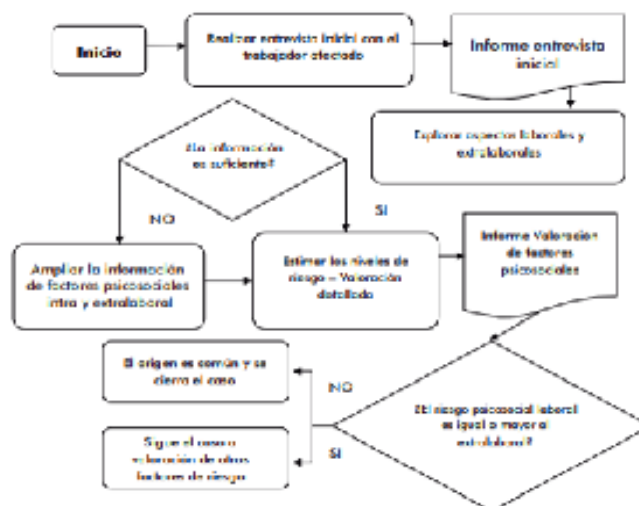 Inicio
Realizar entrevista inicial con el
trabajador afectado
Informe entrevista
inicial
Explorar aspectos laborales y
extralaborales
¿La información
es suficiente?
NO
SI
Ampliar la información
de factores psicosociales
intra y extralaboral
Estimar los niveles de
riesgo – Valoración
detallada
Informe Valoración
de factores
psicosociales
El origen es común y se
cierra el caso
NO
¿El riesgo psicosocial laboral
es igual o mayor al
extralaboral?
SI
Sigue el caso a
valoración de otros
factores de riesgo